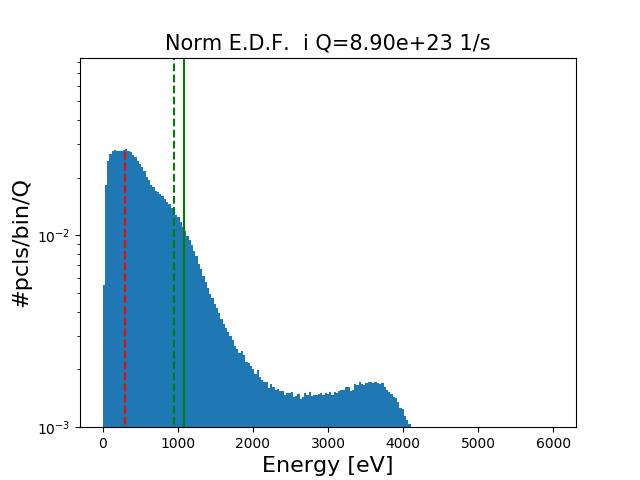 Norm E.D.F.  i Q=8.90e+23 1/s
#pcls/bin/Q
10⁻²
10⁻³
0 1000 2000 3000 4000 5000 6000
Energy [eV]